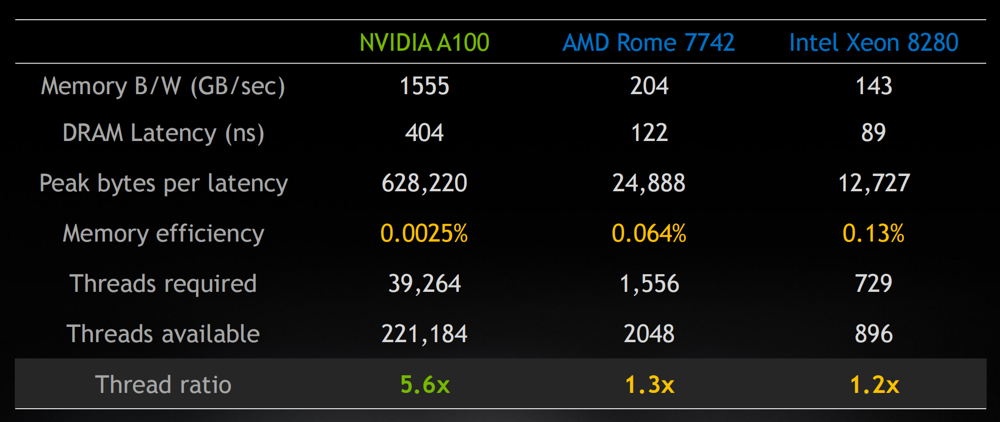 NVIDIA A100 AMD Rome 7742 Intel Xeon 8280
Memory B/W (GB/sec) 1555 204 143
DRAM Latency (ns) 404 122 89
Peak bytes per latency 628,220 24,888 12,727
Memory efficiency 0.0025% 0.064% 0.13%
Threads required 39,264 1,556 729
Threads available 221,184 2048 896
Thread ratio 5.6x 1.3x 1.2x